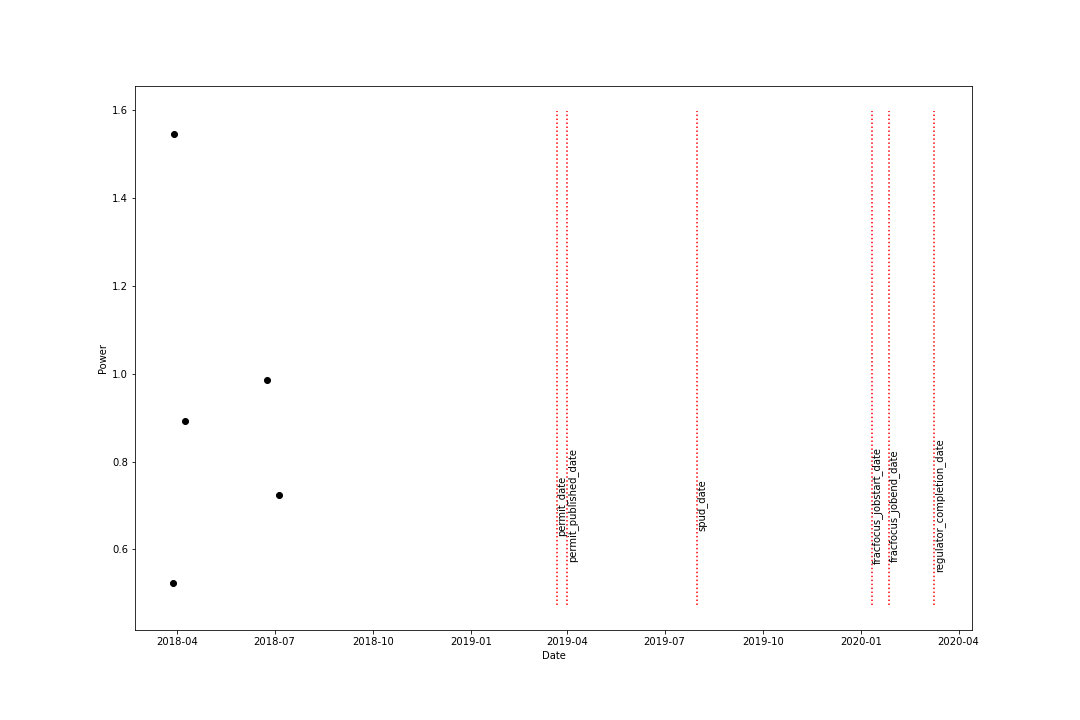 1.6
1.4
1.2
1.0
0.8
0.6
Power
permit_date
permit_published_date
spud_date
fracfocus_jobstart_date
fracfocus_jobend_date
regulator_completion_date
2018-04
2018-07
2018-10
2019-01
2019-04
2019-07
2019-10
2020-01
2020-04
Date